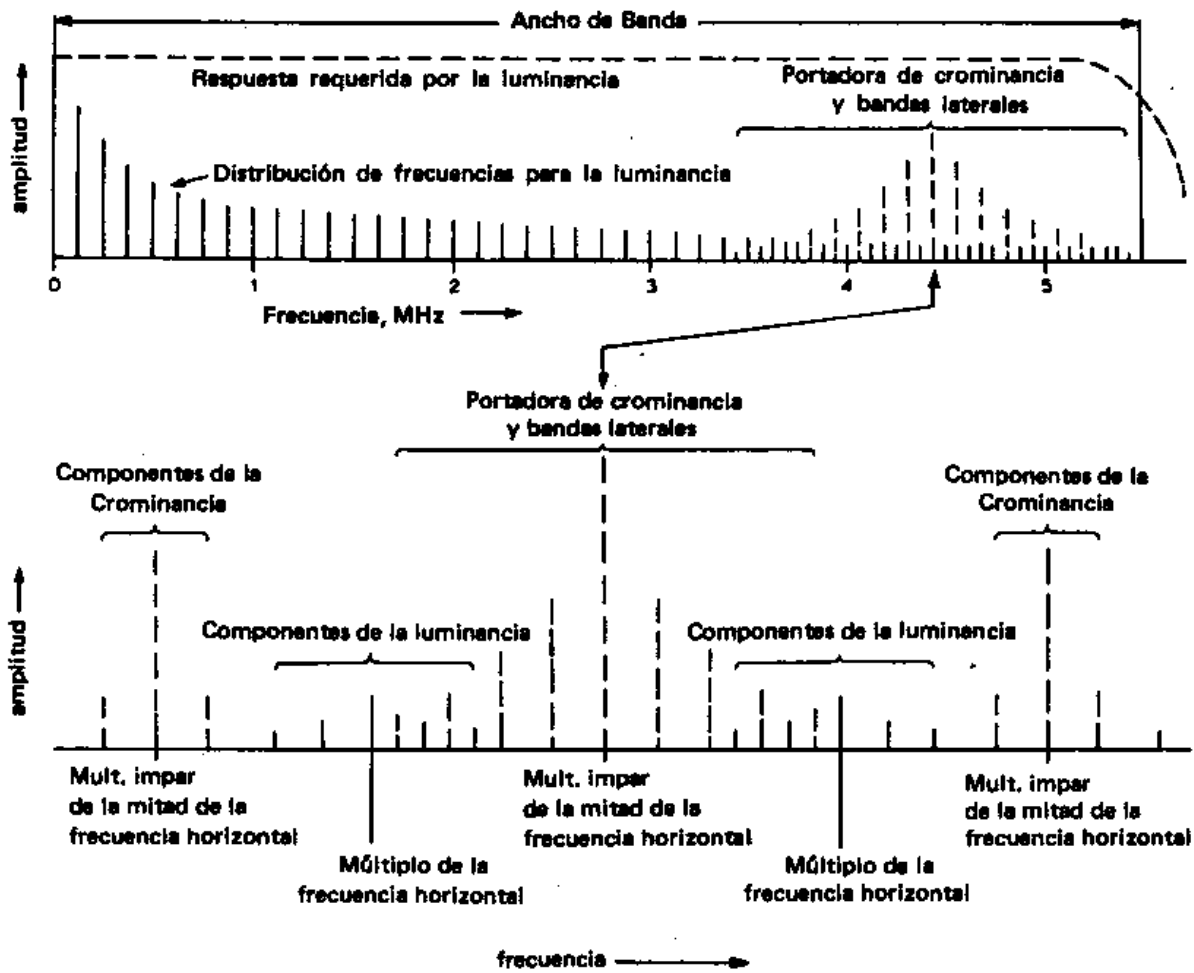 Ancho de Banda
Respuesta requerida por la luminancia
Portadora de crominancia
y bandas laterales
amplitud
Distribución de frecuencias para la luminancia
0
1
2
3
4
5
Frecuencia, MHz
Portadora de crominancia
y bandas laterales
Componentes de la
Crominancia
Componentes de la
Crominancia
amplitud
Componentes de la luminancia
Componentes de la luminancia
Mult. impar
de la mitad de la
frecuencia horizontal
Mult. impar
de la mitad de la
frecuencia horizontal
Mult. impar
de la mitad de la
frecuencia horizontal
Múltiplo de la
frecuencia horizontal
Múltiplo de la
frecuencia horizontal
frecuencia